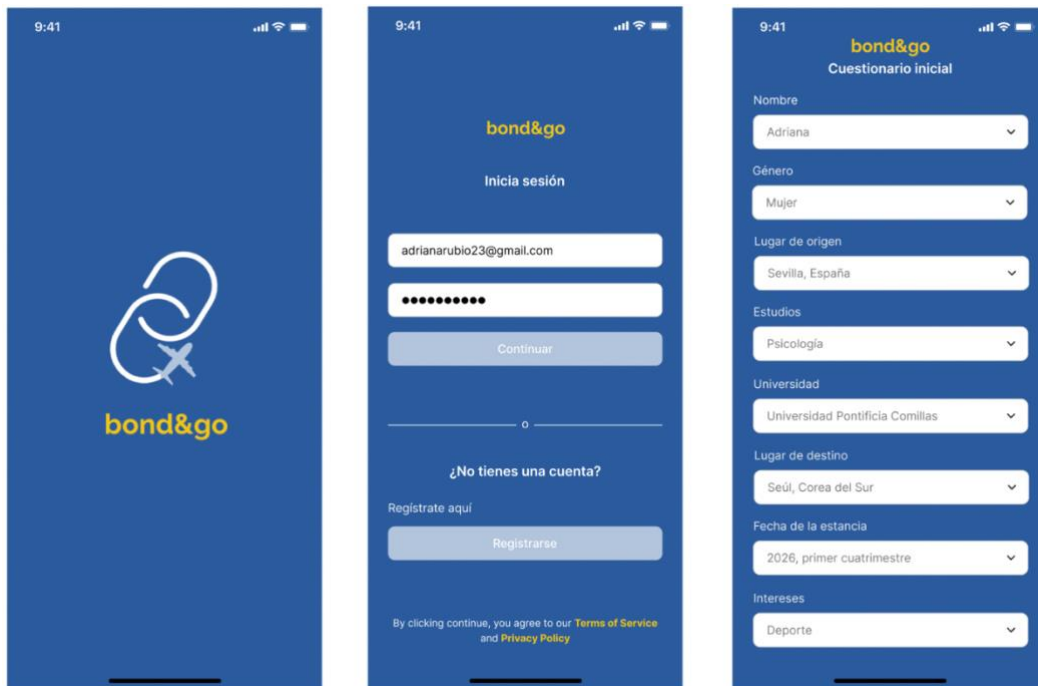 9:41
bond&go
9:41
bond&go
Inicia sesión
adrianarubio23@gmail.com
Continuar
o
¿No tienes una cuenta?
Regístrate aquí
Registrarse
By clicking continue, you agree to our Terms of Service
and Privacy Policy
9:41
bond&go
Cuestionario inicial
Nombre
Adriana
Género
Mujer
Lugar de origen
Sevilla, España
Estudios
Psicología
Universidad
Universidad Pontificia Comillas
Lugar de destino
Seúl, Corea del Sur
Fecha de la estancia
2026, primer cuatrimestre
Intereses
Deporte